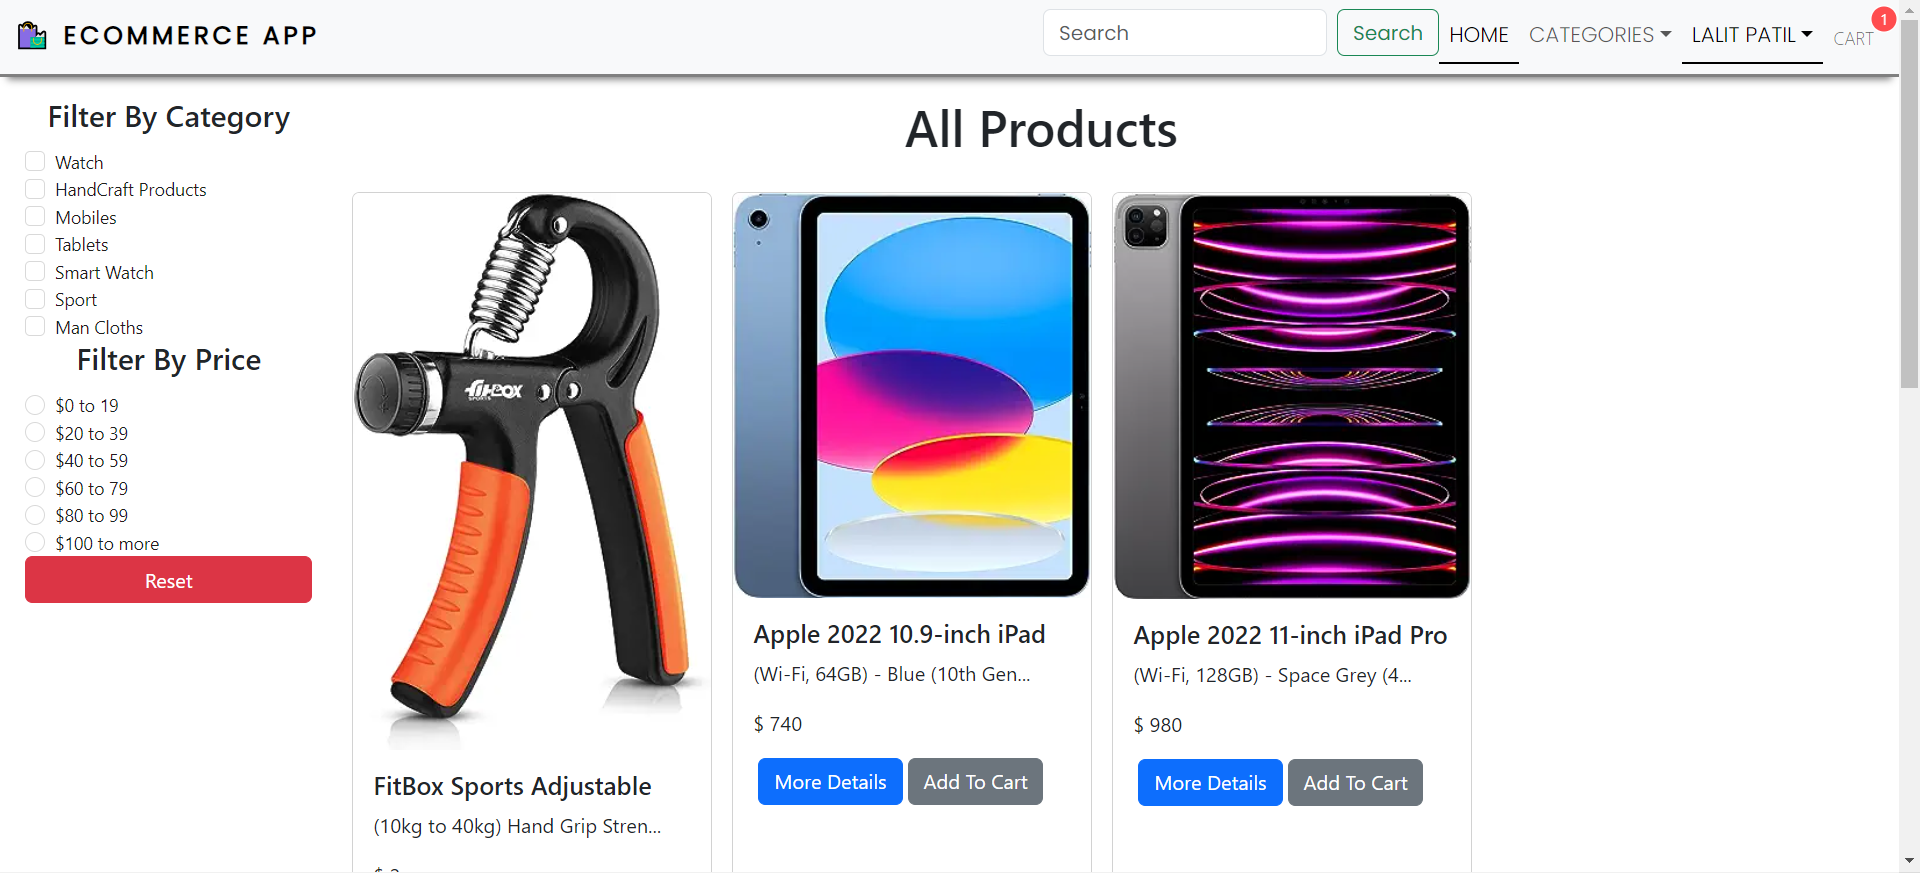 ECOMMERCE APP
Search
Search
HOME
CATEGORIES
LALIT PATIL
CART
1
Filter By Category
Watch
HandCraft Products
Mobiles
Tablets
Smart Watch
Sport
Man Cloths
Filter By Price
$0 to 19
$20 to 39
$40 to 59
$60 to 79
$80 to 99
$100 to more
Reset
All Products
FitBox
SPORTS
FitBox Sports Adjustable
(10kg to 40kg) Hand Grip Stren...
Apple 2022 10.9-inch iPad
(Wi-Fi, 64GB) - Blue (10th Gen...
$ 740
More Details
Add To Cart
Apple 2022 11-inch iPad Pro
(Wi-Fi, 128GB) - Space Grey (4...
$ 980
More Details
Add To Cart